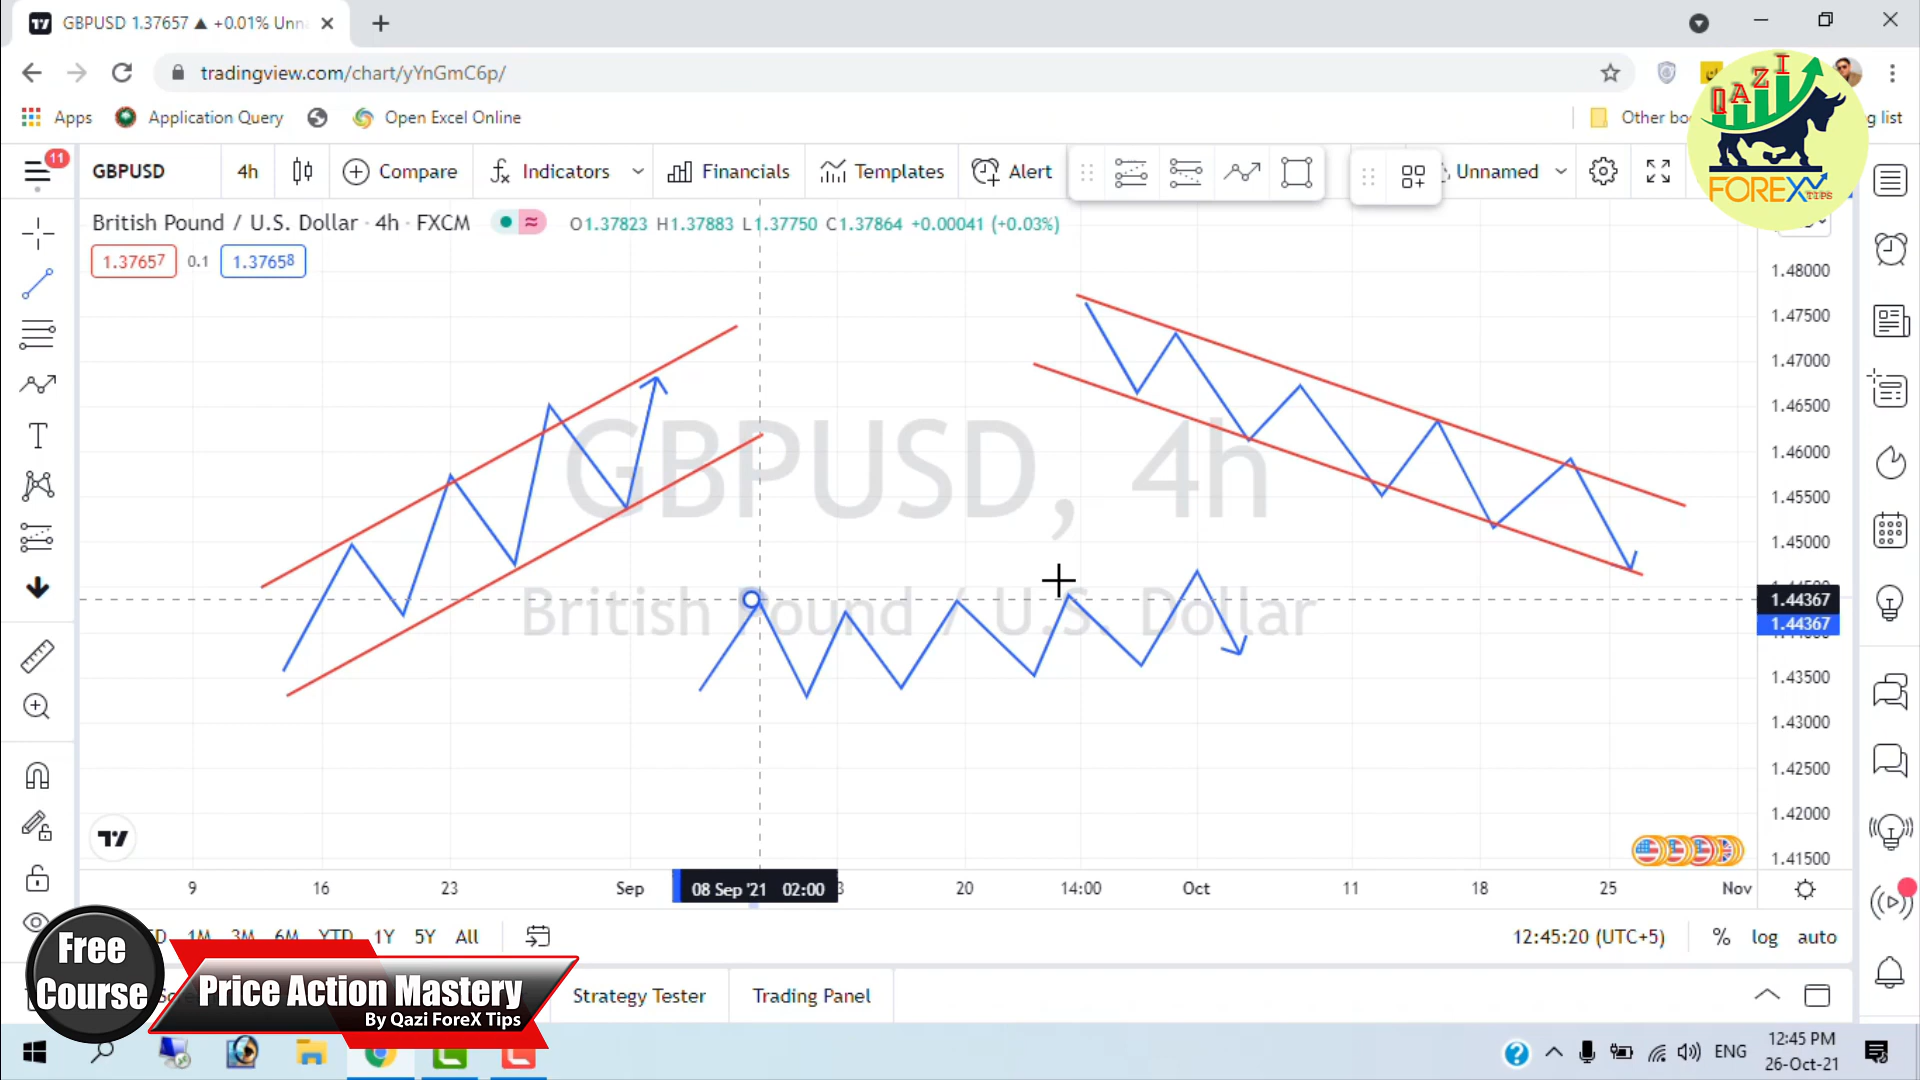 GBPUSD 1.37657 ▲ +0.01% Unn
tradingview.com/chart/yYnGmC6p/
Apps
Application Query
Open Excel Online
Other bo
g list
QAZI
FOREX
TIPS
11
GBPUSD
4h
Compare
Indicators
Financials
Templates
Alert
Unnamed
British Pound / U.S. Dollar · 4h · FXCM
O1.37823 H1.37883 L1.37750 C1.37864 +0.00041 (+0.03%)
1.37657
0.1
1.37658
GBPUSD, 4h
British Pound / U.S. Dollar
1.48000
1.47500
1.47000
1.46500
1.46000
1.45500
1.45000
1.44367
1.44367
1.43500
1.43000
1.42500
1.42000
1.41500
9
16
23
Sep
08 Sep '21 02:00
20
14:00
Oct
11
18
25
Nov
1M
3M
6M
YTD
1Y
5Y
All
12:45:20 (UTC+5)
%
log
auto
Strategy Tester
Trading Panel
Free
Course
Price Action Mastery
By Qazi ForeX Tips
ENG
12:45 PM
26-Oct-21